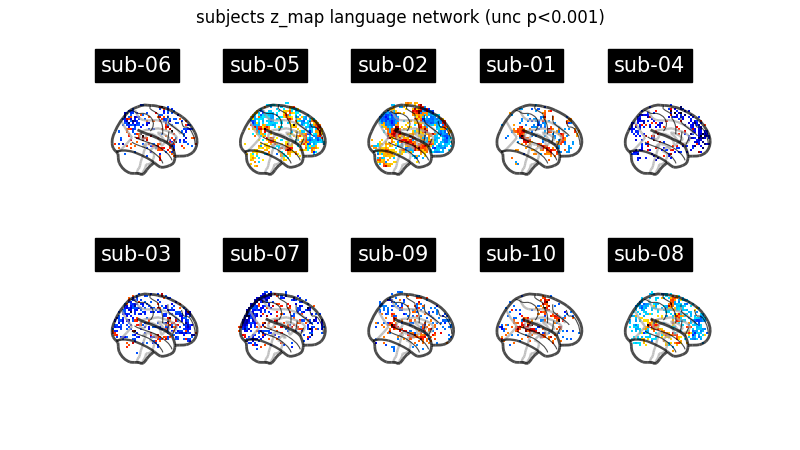 subjects z_map language network (unc p<0.001)
sub-06 sub-05 sub-02 sub-01 sub-04
sub-03 sub-07 sub-09 sub-10 sub-08